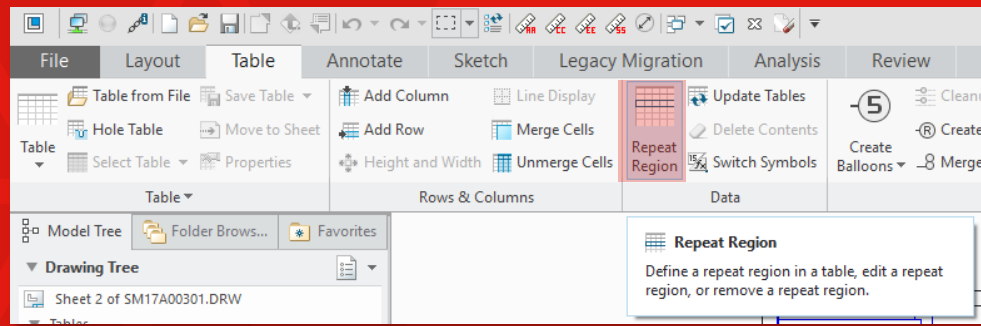 File Layout Table Annotate Sketch Legacy Migration Analysis Review
Table from File Save Table Add Column Line Display Update Tables
Hole Table Move to Sheet Add Row Merge Cells Delete Contents Create
Table Select Table Properties Height and Width Unmerge Cells Repeat Region Switch Symbols Create Balloons Merge
Table Rows & Columns Data
Model Tree Folder Brows... Favorites
Repeat Region
Drawing Tree
Define a repeat region in a table, edit a repeat
region, or remove a repeat region.
Sheet 2 of SM17A00301.DRW
Tables